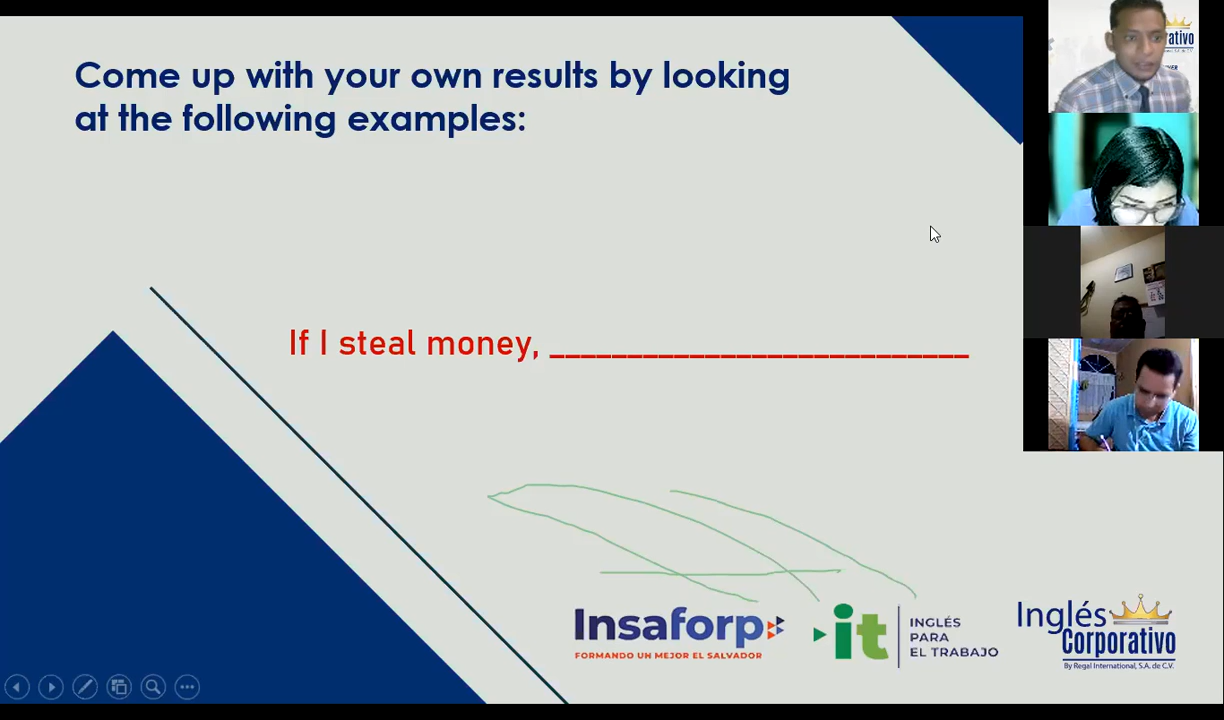 Come up with your own results by looking
at the following examples:
If I steal money, ___________________________
Insaforp
FORMANDO UN MEJOR EL SALVADOR
it
INGLÉS
PARA
EL TRABAJO
Inglés
Corporativo
By Regal International, S.A. de C.V.